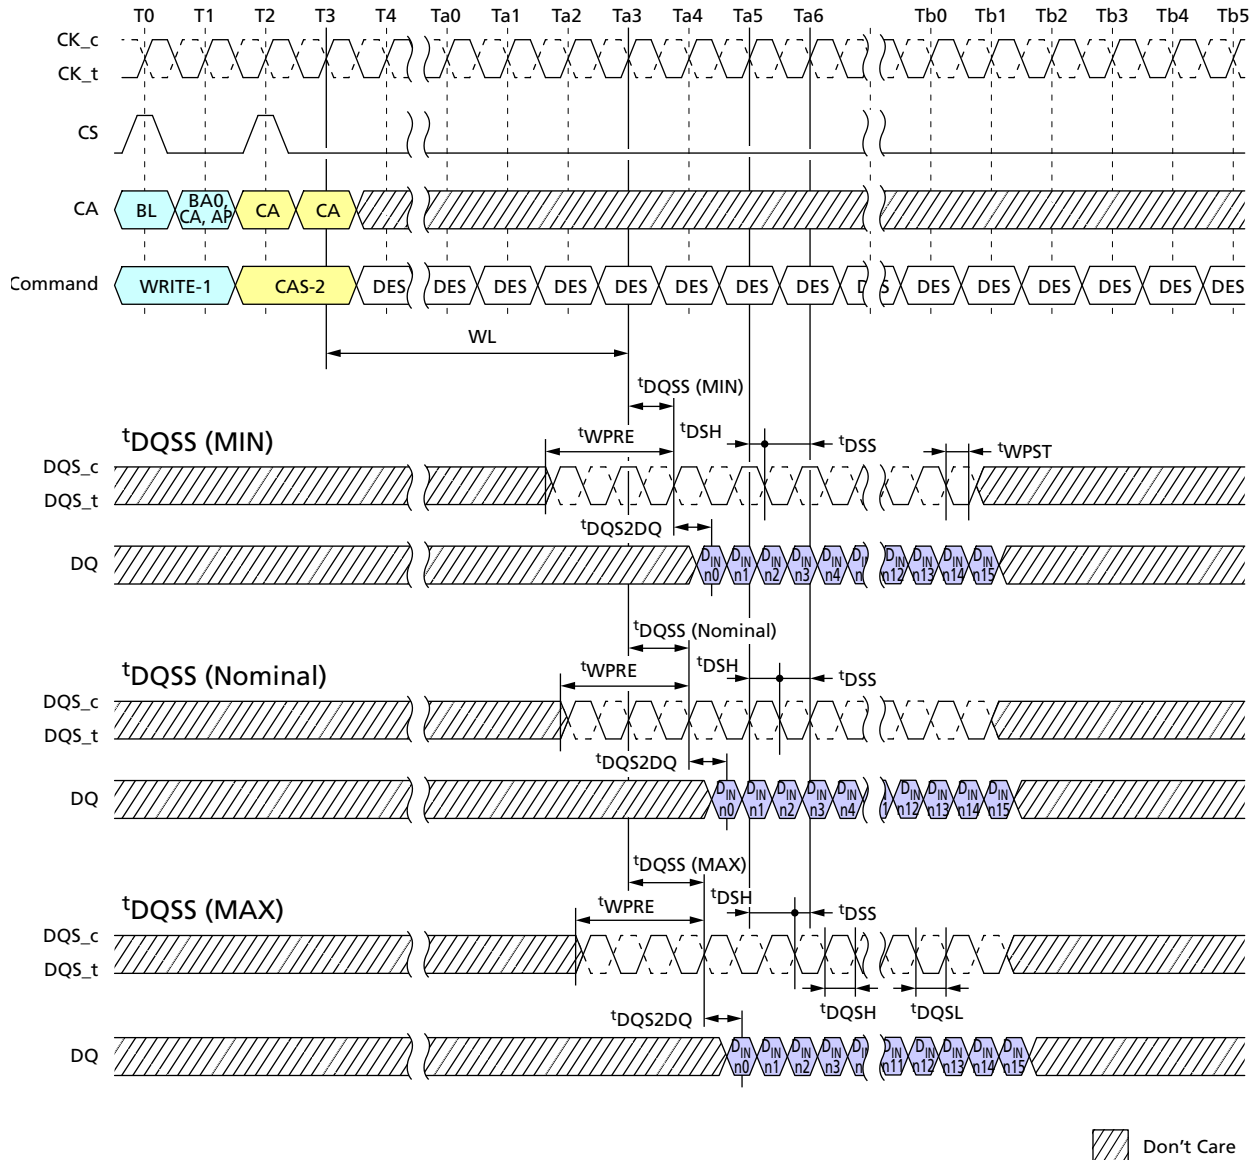 T0 T1 T2 T3 T4 Ta0 Ta1 Ta2 Ta3 Ta4 Ta5 Ta6 Tb0 Tb1 Tb2 Tb3 Tb4 Tb5
CK_c
CK_t
CS
CA BL BA0, CA, AP CA CA
Command WRITE-1 CAS-2 DES DES DES DES DES DES DES DES DES DES DES DES DES DES
WL
tDQSS (MIN)
tDQSS (MIN) tWPRE tDSH tDSS tWPST
DQS_c
DQS_t
tDQS2DQ
DQ DIN n0 DIN n1 DIN n2 DIN n3 DIN n4 DIN n12 DIN n13 DIN n14 DIN n15
tDQSS (Nominal)
tDQSS (Nominal) tWPRE tDSH tDSS
DQS_c
DQS_t
tDQS2DQ
DQ DIN n0 DIN n1 DIN n2 DIN n3 DIN n4 DIN n12 DIN n13 DIN n14 DIN n15
tDQSS (MAX)
tDQSS (MAX) tWPRE tDSH tDSS
DQS_c
DQS_t
tDQS2DQ tDQSH tDQSL
DQ DIN n0 DIN n1 DIN n2 DIN n3 DIN n11 DIN n12 DIN n13 DIN n14 DIN n15
Don't Care